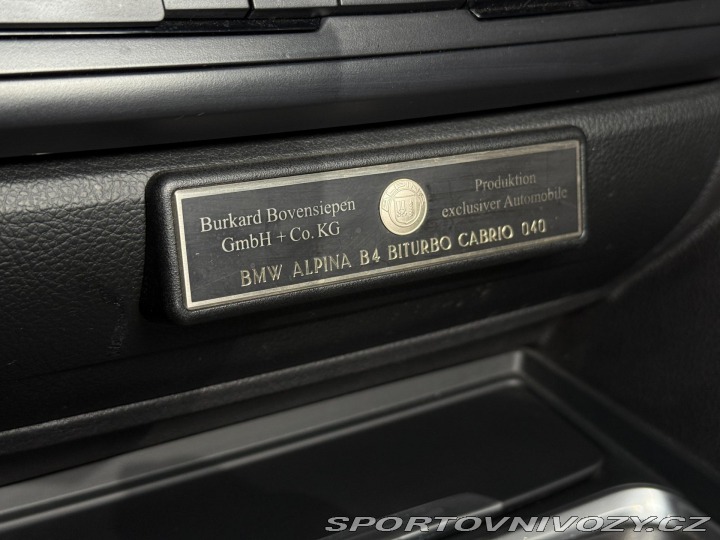 Burkard Bovensiepen
GmbH + Co. KG
Produktion
exclusiver Automobile
BMW ALPINA B4 BITURBO CABRIO 040
SPORTOVNIVOZY.CZ